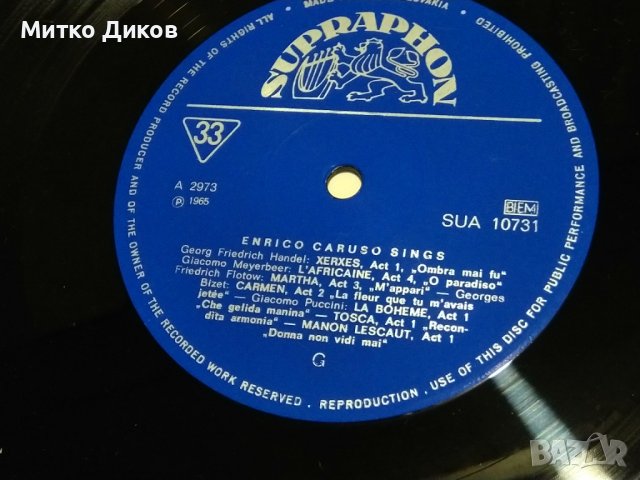 Митко Диков
ALL RIGHTS OF THE RECORD PRODUCER AND OF THE OWNER OF THE RECORDED WORK RESERVED . REPRODUCTION , USE OF THIS DISC FOR PUBLIC PERFORMANCE AND BROADCASTING PROHIBITED
SUPRAPHON
33
A 2973
Ⓟ 1965
BIEM
SUA 10731
ENRICO CARUSO SINGS
Georg Friedrich Handel: XERXES, Act 1, „Ombra mai fu"
Giacomo Meyerbeer: L'AFRICAINE, Act 4, „O paradiso"
Friedrich Flotow: MARTHA, Act 3, „M'appari" — Georges
Bizet: CARMEN, Act 2 „La fleur que tu m'avais
jetée" — Giacomo Puccini: LA BOHEME, Act 1
„Che gelida manina" — TOSCA, Act 1 „Recon-
dita armonia" — MANON LESCAUT, Act 1
„Donna non vidi mai"
G
BAZAR